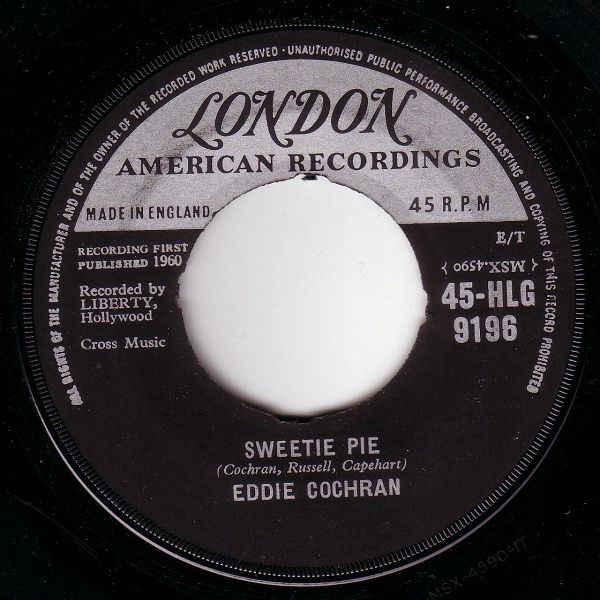 ALL RIGHTS OF THE MANUFACTURER AND OF THE OWNER OF THE RECORDED WORK RESERVED · UNAUTHORISED PUBLIC PERFORMANCE BROADCASTING AND COPYING OF THIS RECORD PROHIBITED
LONDON
AMERICAN RECORDINGS
MADE IN ENGLAND
45 R.P.M
RECORDING FIRST
PUBLISHED 1960
Recorded by
LIBERTY,
Hollywood
Cross Music
E/T
{ MSX.4590 }
45-HLG
9196
SWEETIE PIE
(Cochran, Russell, Capehart)
EDDIE COCHRAN
MSX-4590-1T